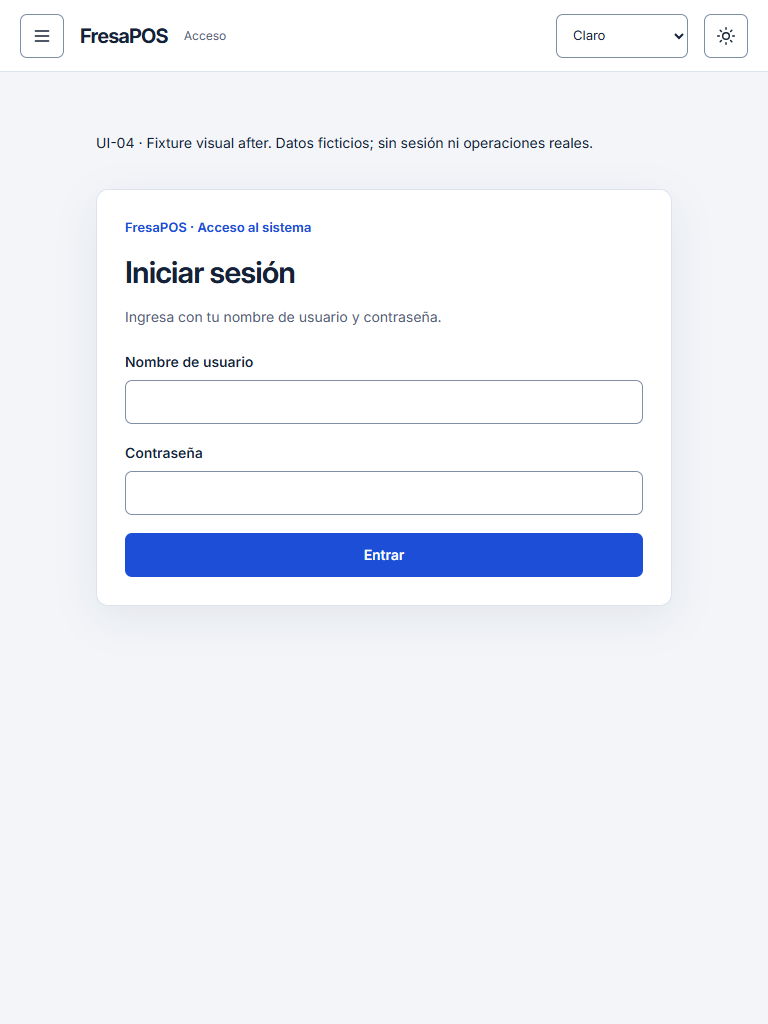 FresaPOS Acceso Claro
UI-04 · Fixture visual after. Datos ficticios; sin sesión ni operaciones reales.
FresaPOS · Acceso al sistema
Iniciar sesión
Ingresa con tu nombre de usuario y contraseña.
Nombre de usuario
Contraseña
Entrar